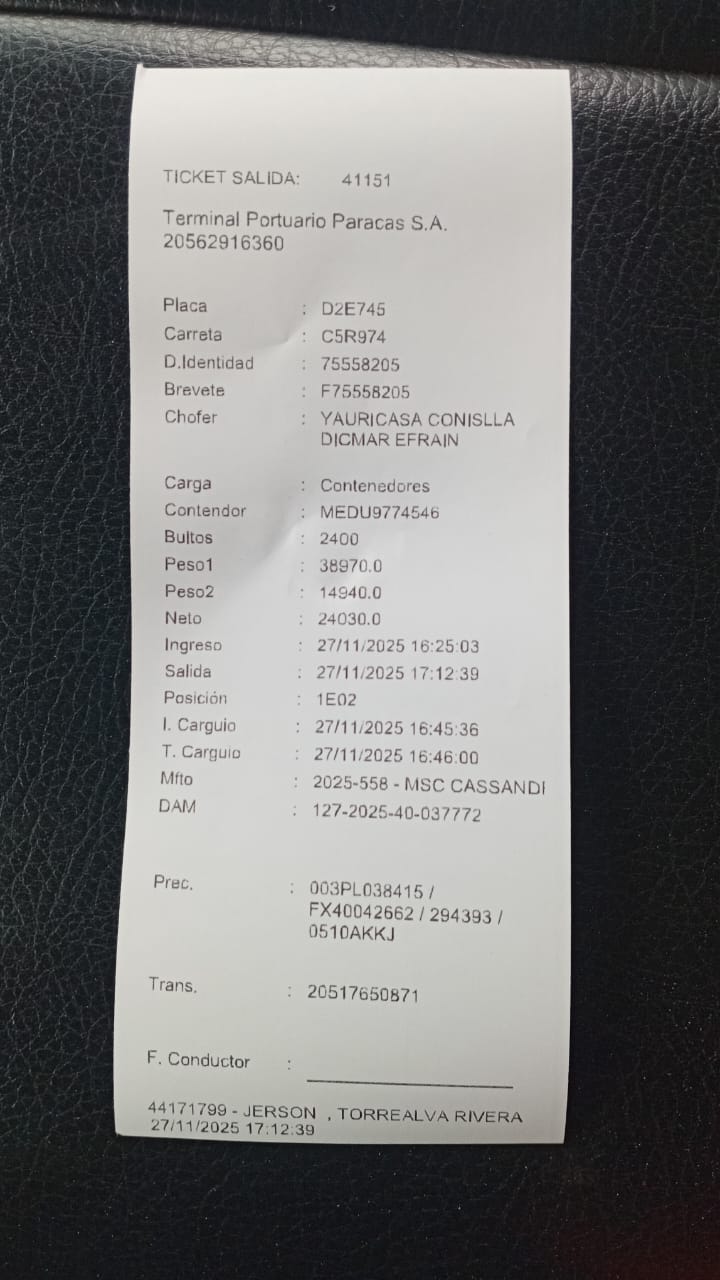 TICKET SALIDA: 41151
Terminal Portuario Paracas S.A.
20562916360
Placa : D2E745
Carreta : C5R974
D.Identidad : 75558205
Brevete : F75558205
Chofer : YAURICASA CONISLLA
DICMAR EFRAIN
Carga : Contenedores
Contendor : MEDU9774546
Bultos : 2400
Peso1 : 38970.0
Peso2 : 14940.0
Neto : 24030.0
Ingreso : 27/11/2025 16:25:03
Salida : 27/11/2025 17:12:39
Posición : 1E02
I. Carguio : 27/11/2025 16:45:36
T. Carguio : 27/11/2025 16:46:00
Mfto : 2025-558 - MSC CASSANDI
DAM : 127-2025-40-037772
Prec. : 003PL038415 /
FX40042662 / 294393 /
0510AKKJ
Trans. : 20517650871
F. Conductor :
44171799 - JERSON , TORREALVA RIVERA
27/11/2025 17:12:39